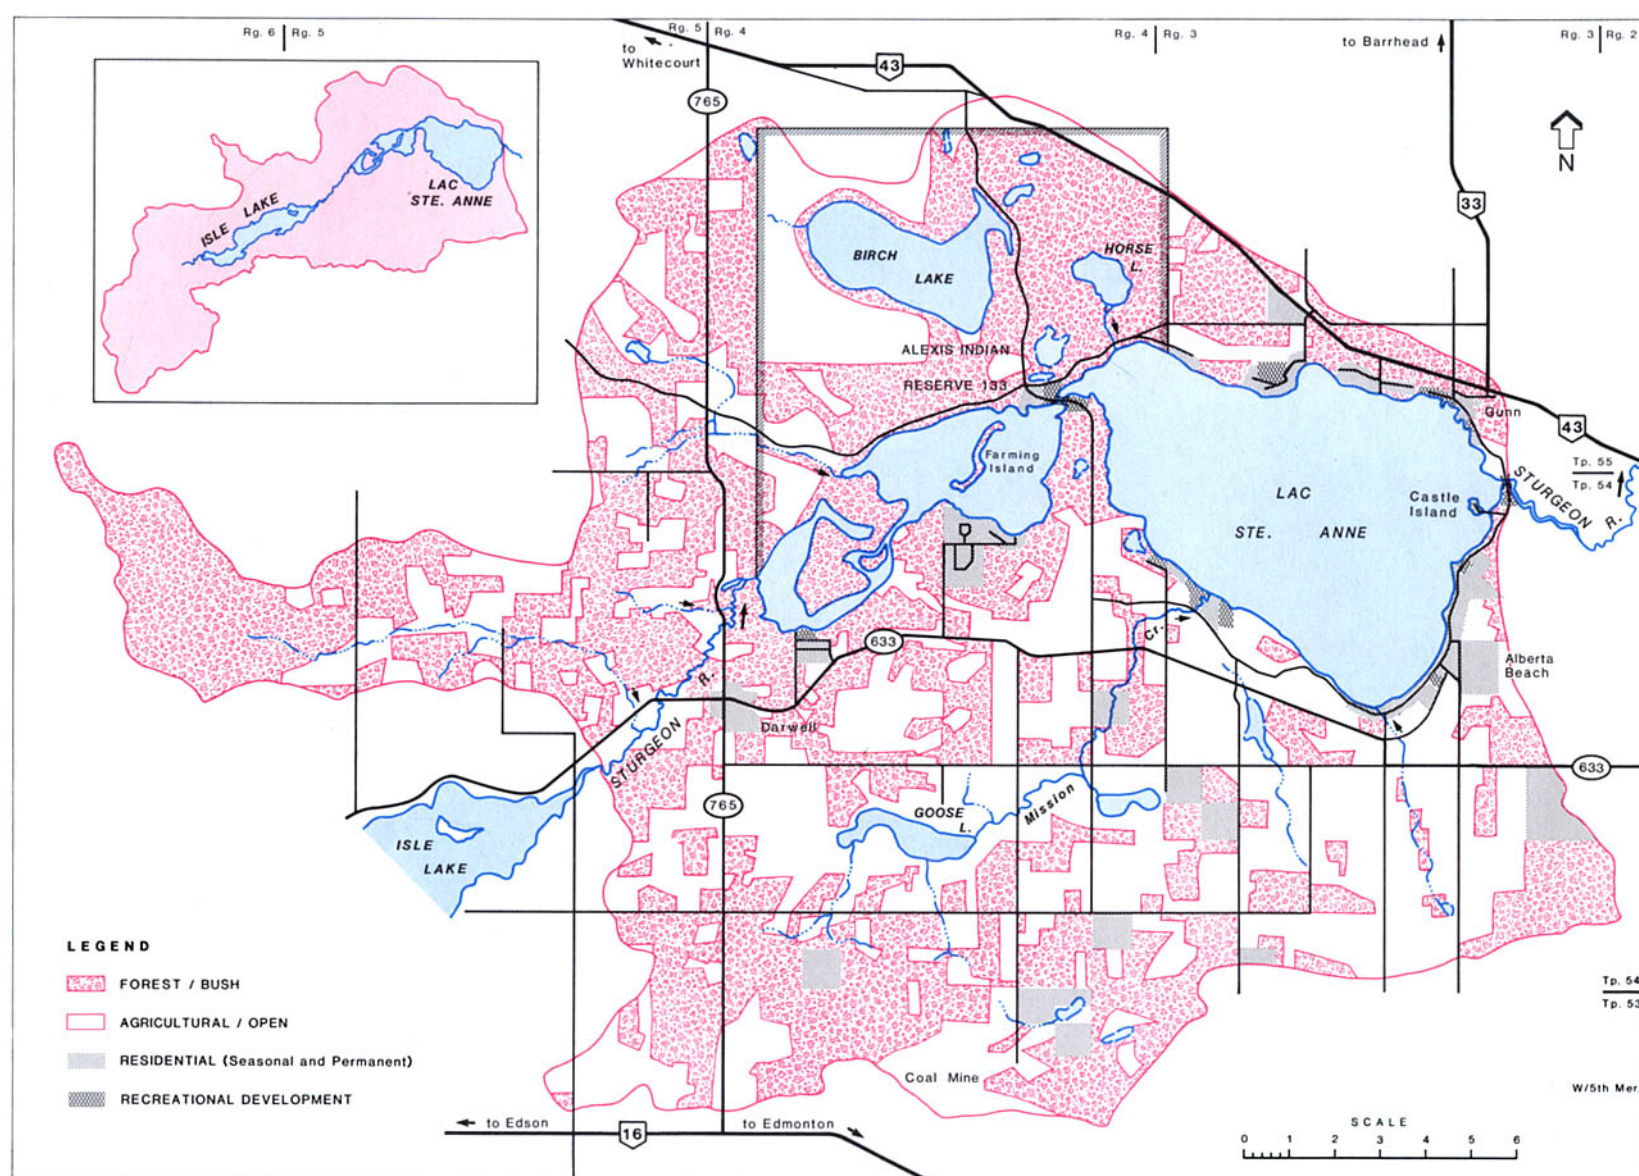 Rg. 6 Rg. 5
Rg. 5 Rg. 4
Rg. 4 Rg. 3
Rg. 3 Rg. 2
to
Whitecourt
43
to Barrhead
765
N
33
ISLE LAKE
LAC
STE. ANNE
BIRCH
LAKE
HORSE
L.
ALEXIS INDIAN
RESERVE 133
Gunn
43
Farming
Island
Tp. 55
Tp. 54
STURGEON R.
LAC
STE. ANNE
Castle
Island
633
Cr.
Alberta
Beach
STURGEON R.
Darwell
633
765
GOOSE
L.
Mission
ISLE
LAKE
LEGEND
FOREST / BUSH
AGRICULTURAL / OPEN
RESIDENTIAL (Seasonal and Permanent)
RECREATIONAL DEVELOPMENT
Tp. 54
Tp. 53
Coal Mine
W/5th Mer.
to Edson
16
to Edmonton
SCALE
0 1 2 3 4 5 6